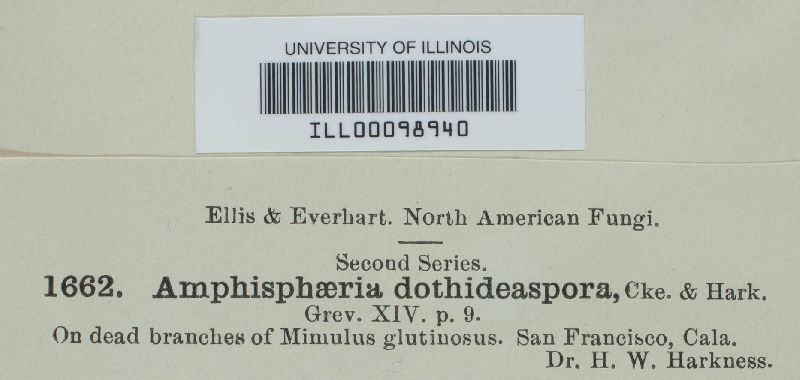 UNIVERSITY OF ILLINOIS
ILL00098940
Ellis & Everhart. North American Fungi.
Second Series.
1662. Amphisphæria dothideaspora, Cke. & Hark.
Grev. XIV. p. 9.
On dead branches of Mimulus glutinosus. San Francisco, Cala.
Dr. H. W. Harkness.